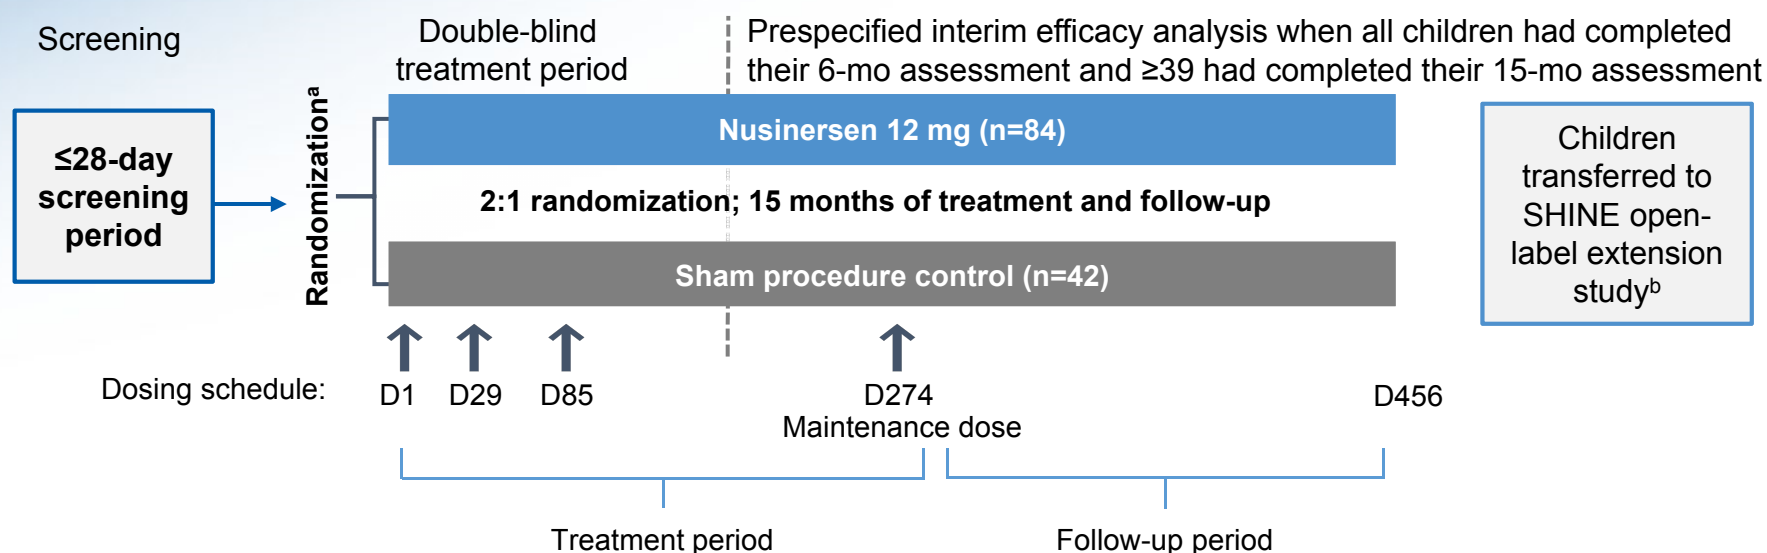 Screening
Double-blind
treatment period
Prespecified interim efficacy analysis when all children had completed
their 6-mo assessment and ≥39 had completed their 15-mo assessment
≤28-day
screening
period
Randomizationᵃ
Nusinersen 12 mg (n=84)
2:1 randomization; 15 months of treatment and follow-up
Sham procedure control (n=42)
Children
transferred to
SHINE open-
label extension
studyᵇ
Dosing schedule:
D1
D29
D85
D274
D456
Maintenance dose
Treatment period
Follow-up period